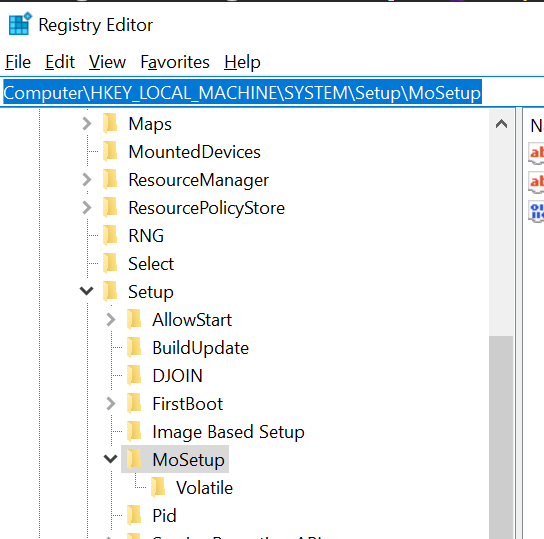 Registry Editor
File Edit View Favorites Help
Computer\HKEY_LOCAL_MACHINE\SYSTEM\Setup\MoSetup
Maps
MountedDevices
ResourceManager
ResourcePolicyStore
RNG
Select
Setup
AllowStart
BuildUpdate
DJOIN
FirstBoot
Image Based Setup
MoSetup
Volatile
Pid